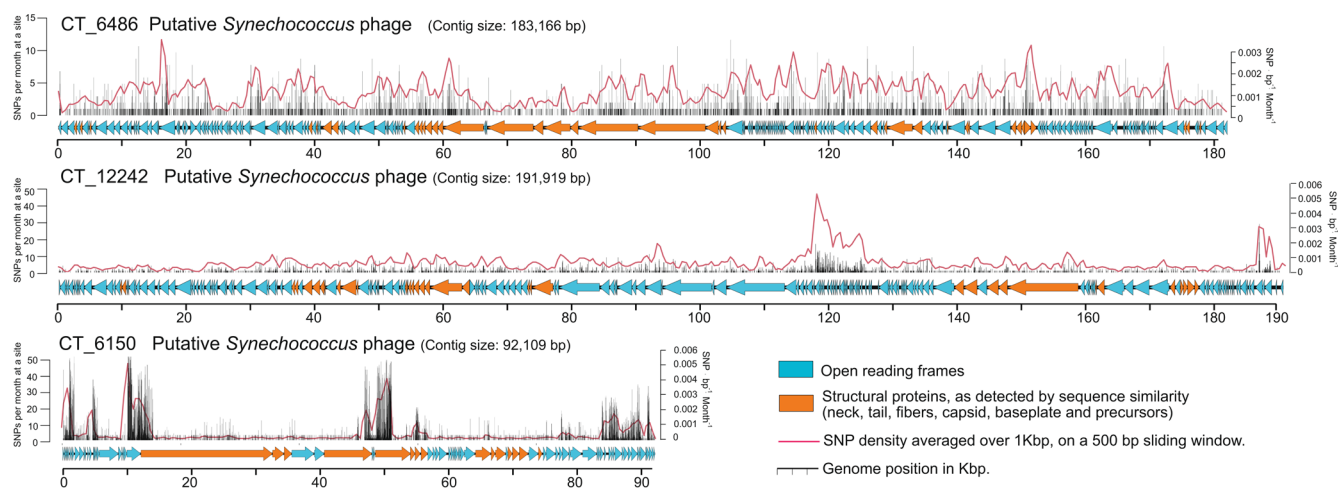 CT_6486 Putative Synechococcus phage (Contig size: 183,166 bp)
SNPs per month at a site
15
10
5
0
0.003
0.002
0.001
0
SNP · bp⁻¹ Month⁻¹
0 20 40 60 80 100 120 140 160 180
CT_12242 Putative Synechococcus phage (Contig size: 191,919 bp)
SNPs per month at a site
50
40
30
20
10
0
0.006
0.005
0.004
0.003
0.002
0.001
0
SNP · bp⁻¹ Month⁻¹
0 20 40 60 80 100 120 140 160 180 190
CT_6150 Putative Synechococcus phage (Contig size: 92,109 bp)
SNPs per month at a site
50
40
30
20
10
0
0.006
0.005
0.004
0.003
0.002
0.001
0
SNP · bp⁻¹ Month⁻¹
0 20 40 60 80 90
Open reading frames
Structural proteins, as detected by sequence similarity
(neck, tail, fibers, capsid, baseplate and precursors)
SNP density averaged over 1Kbp, on a 500 bp sliding window.
Genome position in Kbp.